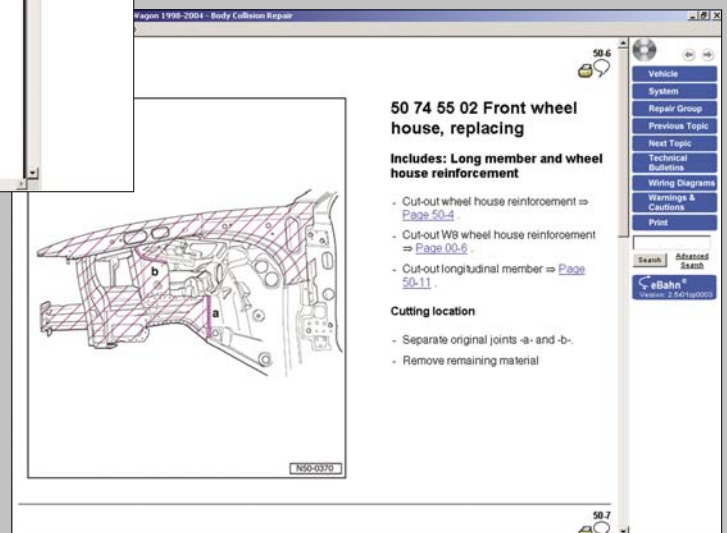 Wagon 1998-2004 - Body Collision Repair
50-6
50 74 55 02 Front wheel
house, replacing
Includes: Long member and wheel
house reinforcement
- Cut-out wheel house reinforcement ⇒
Page 50-4 .
- Cut-out W8 wheel house reinforcement
⇒ Page 00-6 .
- Cut-out longitudinal member ⇒ Page
50-11 .
Cutting location
- Separate original joints -a- and -b-.
- Remove remaining material
b
a
N50-0370
50-7
Vehicle
System
Repair Group
Previous Topic
Next Topic
Technical
Bulletins
Wiring Diagrams
Warnings &
Cautions
Print
Search
Advanced
Search
eBahn®